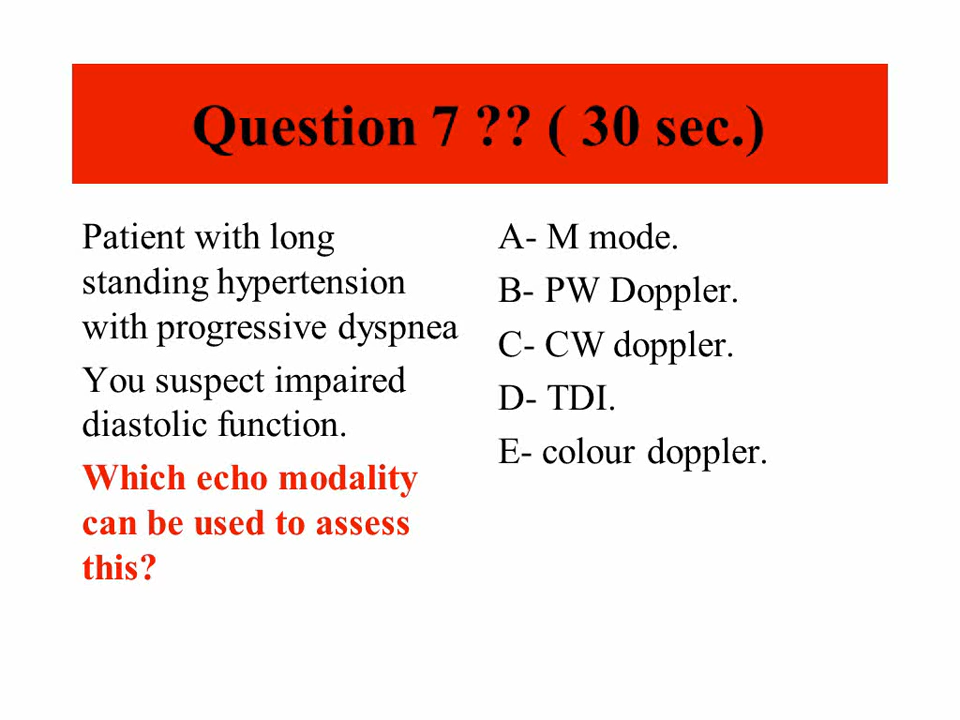 Question 7 ?? ( 30 sec.)
Patient with long
standing hypertension
with progressive dyspnea
You suspect impaired
diastolic function.
Which echo modality
can be used to assess
this?
A- M mode.
B- PW Doppler.
C- CW doppler.
D- TDI.
E- colour doppler.